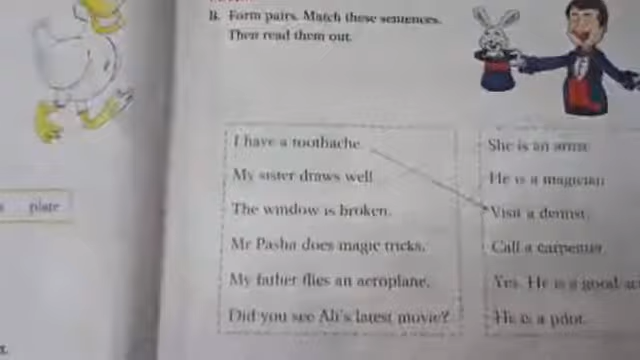 B. Form pairs. Match these sentences.
Then read them out.
I have a toothache.
My sister draws well.
The window is broken.
Mr Pasha does magic tricks.
My father flies an aeroplane.
Did you see Ali's latest movie?
She is an artist.
He is a magician.
Visit a dentist.
Call a carpenter.
Yes. He is a good
He is a pilot.
plate